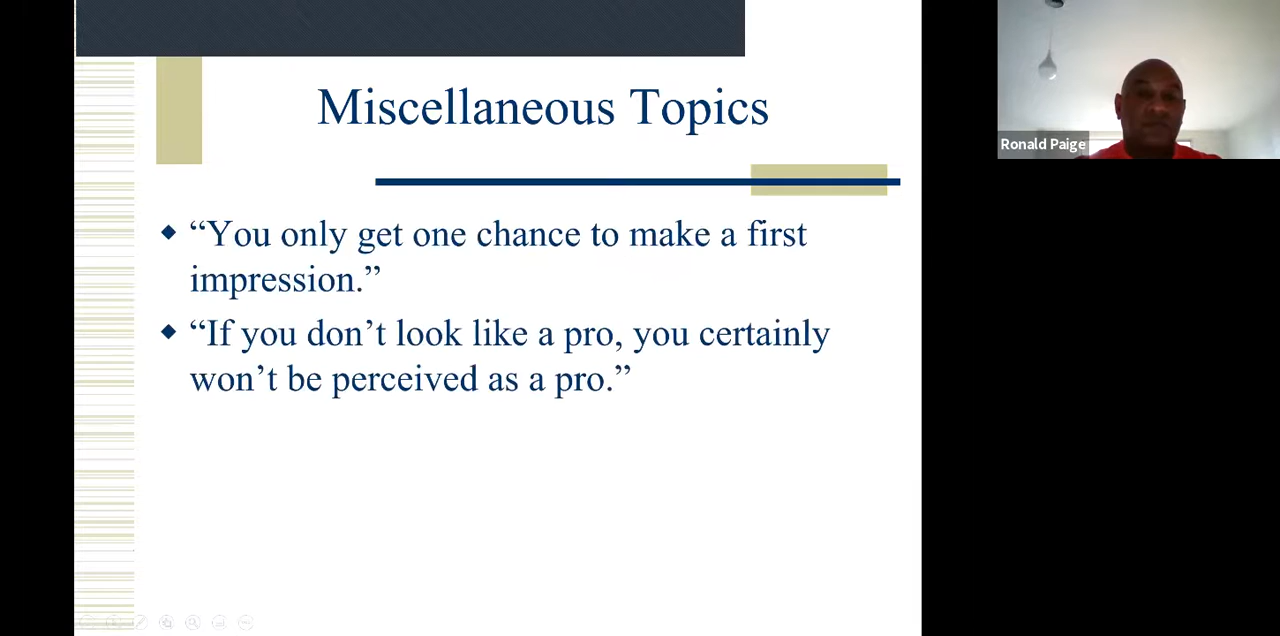 Miscellaneous Topics
“You only get one chance to make a first
impression.”
“If you don’t look like a pro, you certainly
won’t be perceived as a pro.”
Ronald Paige